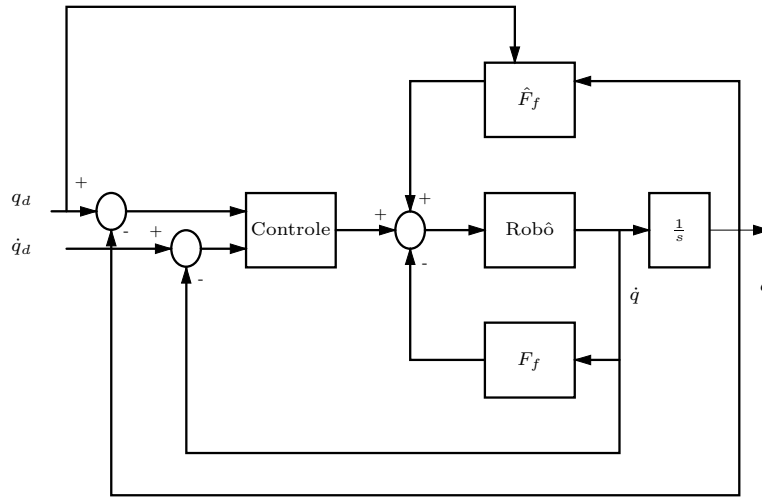 F̂_f
+
+
q_d
-
+
+
q̇_d
-
Controle
+
-
Robô
1/s
q̇
F_f